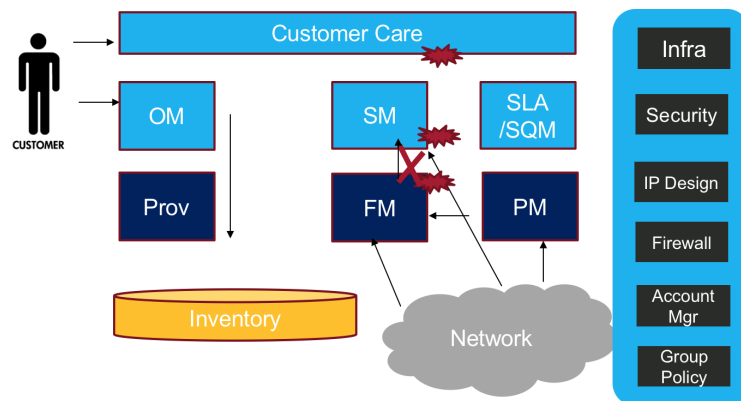 Customer Care
Infra
OM
SM
SLA
/SQM
Security
CUSTOMER
Prov
FM
PM
IP Design
Firewall
Inventory
Network
Account
Mgr
Group
Policy